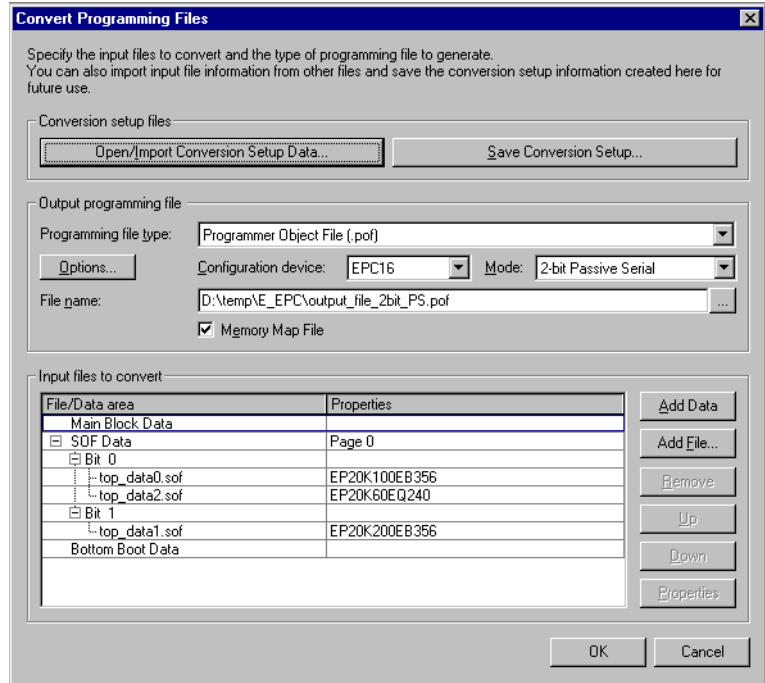 Convert Programming Files
Specify the input files to convert and the type of programming file to generate.
You can also import input file information from other files and save the conversion setup information created here for
future use.
Conversion setup files
Open/Import Conversion Setup Data...
Save Conversion Setup...
Output programming file
Programming file type: Programmer Object File (.pof)
Options... Configuration device: EPC16 Mode: 2-bit Passive Serial
File name: D:\temp\E_EPC\output_file_2bit_PS.pof ...
Memory Map File
Input files to convert
File/Data area Properties
Main Block Data
SOF Data Page 0
Bit 0
top_data0.sof EP20K100EB356
top_data2.sof EP20K60EQ240
Bit 1
top_data1.sof EP20K200EB356
Bottom Boot Data
Add Data
Add File...
Remove
Up
Down
Properties
OK Cancel